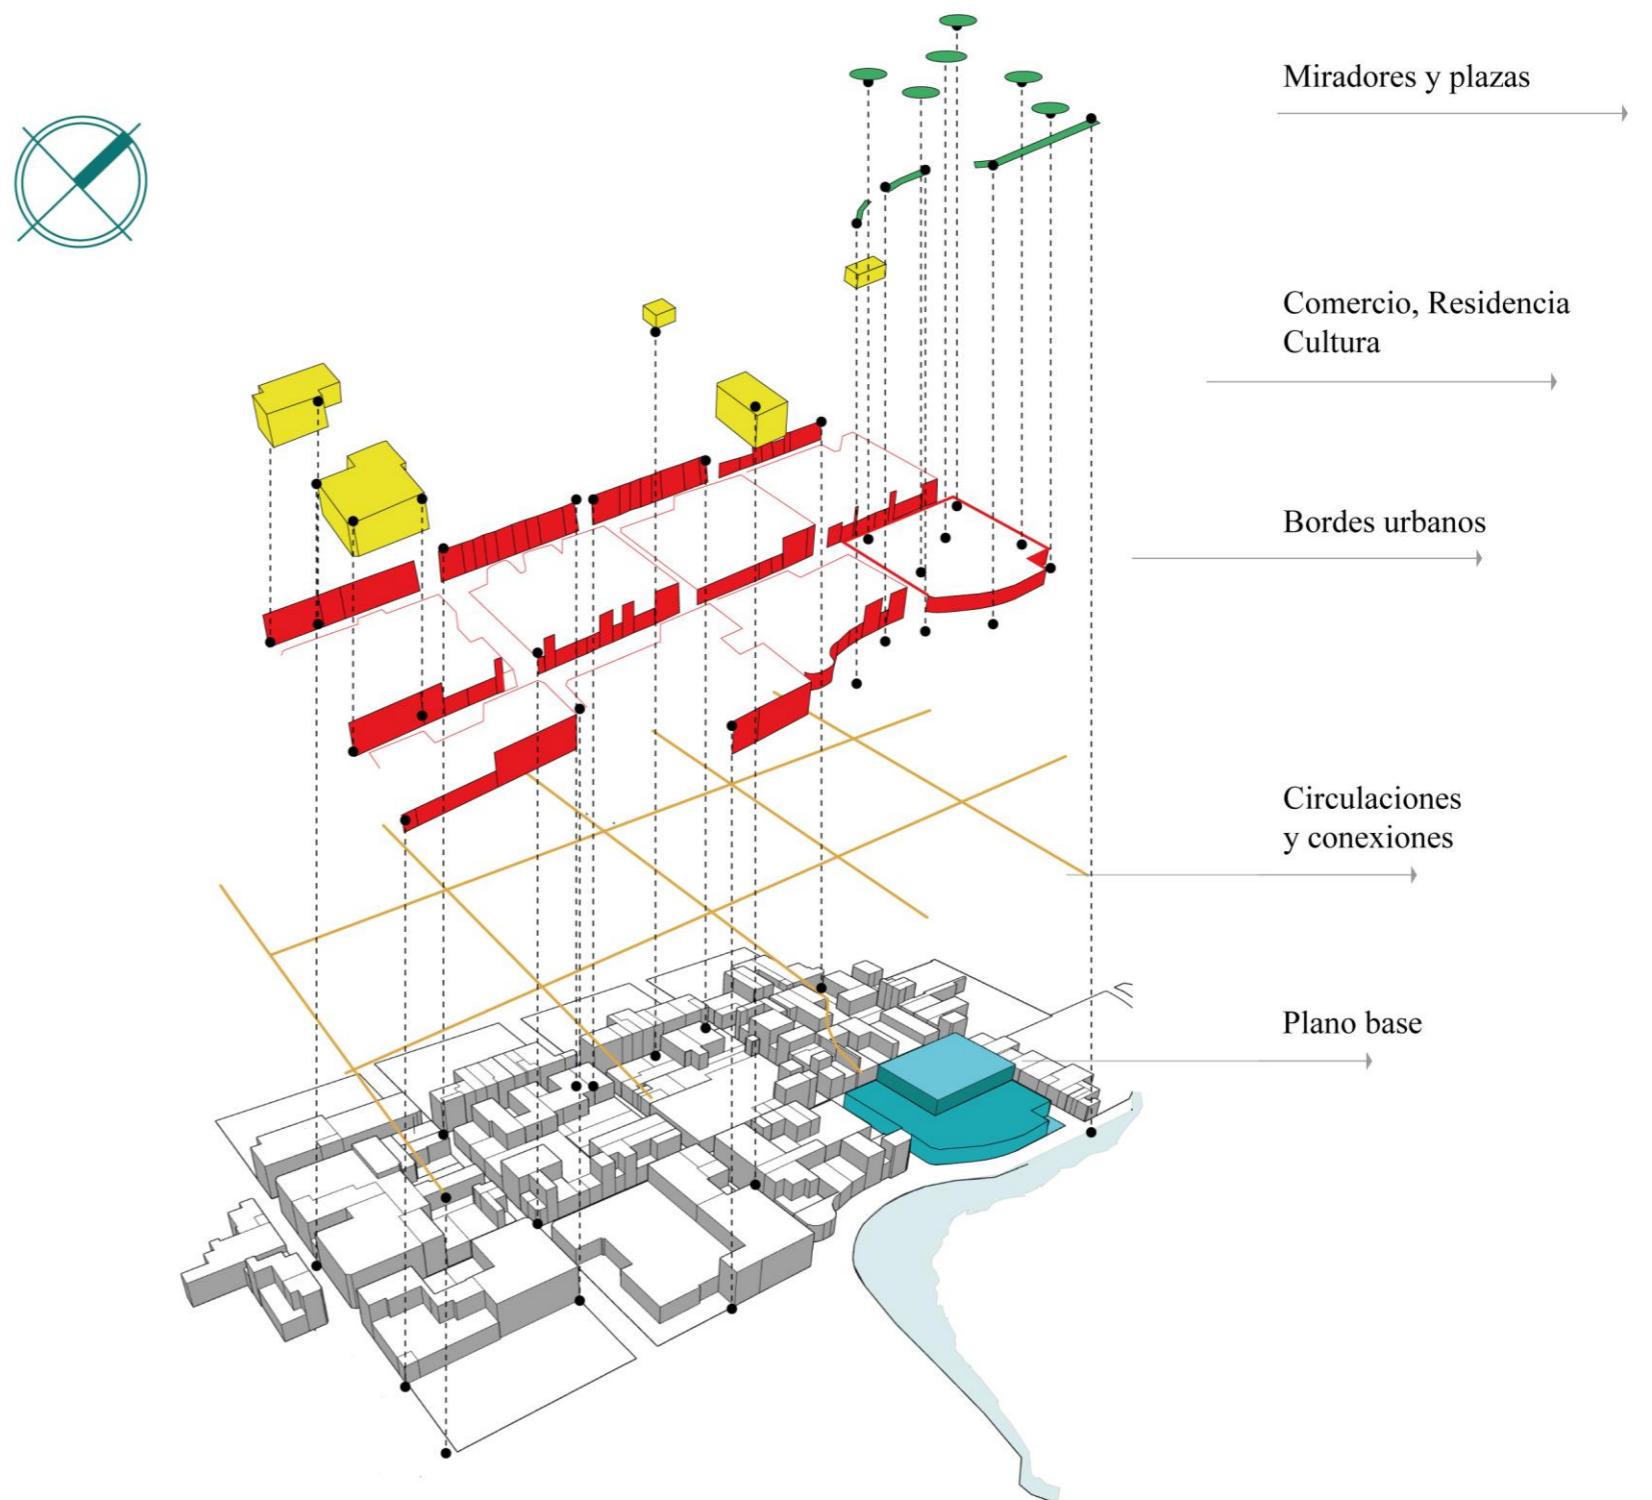 Miradores y plazas
Comercio, Residencia
Cultura
Bordes urbanos
Circulaciones
y conexiones
Plano base